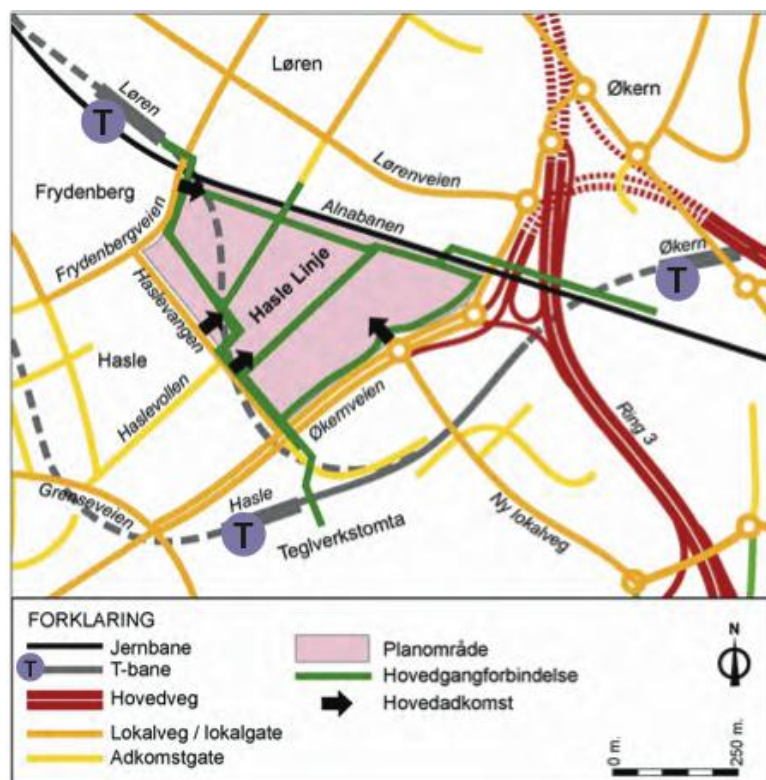 Løren
Løren
Økern
T
Lørenveien
Frydenberg
Alnabanen
Frydenbergveien
Økern
T
Hasle Linje
Haslevangen
Hasle
Haslevollen
Økernveien
Ring 3
Grenseveien
Hasle
Ny lokalveg
T
Teglverkstomta
FORKLARING
Jernbane
T T-bane
Hovedveg
Lokalveg / lokalgate
Adkomstgate
Planområde
Hovedgangforbindelse
Hovedadkomst
N
0 m.
250 m.